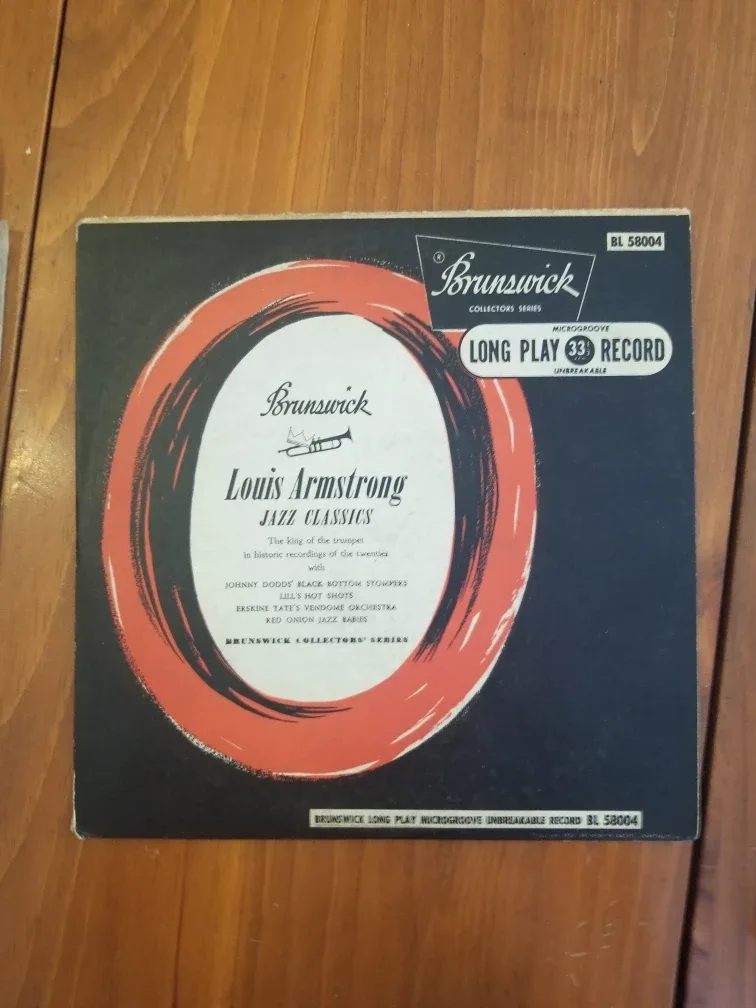 BL 58004
®
Brunswick
COLLECTORS SERIES
MICROGROOVE
LONG PLAY 33⅓ RECORD
UNBREAKABLE
Brunswick
Louis Armstrong
JAZZ CLASSICS
The king of the trumpet
in historic recordings of the twenties
with
JOHNNY DODDS' BLACK BOTTOM STOMPERS
LILL'S HOT SHOTS
ERSKINE TATE'S VENDOME ORCHESTRA
RED ONION JAZZ BABIES
BRUNSWICK COLLECTORS' SERIES
BRUNSWICK LONG PLAY MICROGROOVE UNBREAKABLE RECORD BL 58004